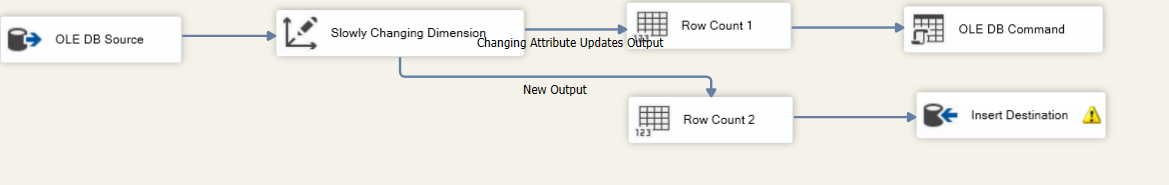 OLE DB Source
Slowly Changing Dimension
Changing Attribute Updates Output
Row Count 1
123
OLE DB Command
New Output
Row Count 2
123
Insert Destination